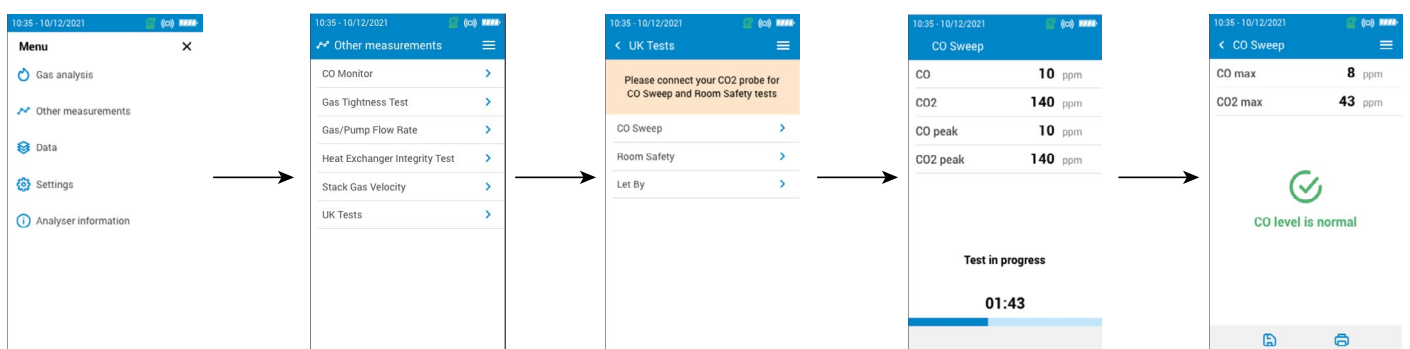 10:35 - 10/12/2021
Menu
Gas analysis
Other measurements
Data
Settings
Analyser information
10:35 - 10/12/2021
Other measurements
CO Monitor
Gas Tightness Test
Gas/Pump Flow Rate
Heat Exchanger Integrity Test
Stack Gas Velocity
UK Tests
10:35 - 10/12/2021
UK Tests
Please connect your CO2 probe for
CO Sweep and Room Safety tests
CO Sweep
Room Safety
Let By
10:35 - 10/12/2021
CO Sweep
CO 10 ppm
CO2 140 ppm
CO peak 10 ppm
CO2 peak 140 ppm
Test in progress
01:43
10:35 - 10/12/2021
CO Sweep
CO max 8 ppm
CO2 max 43 ppm
CO level is normal